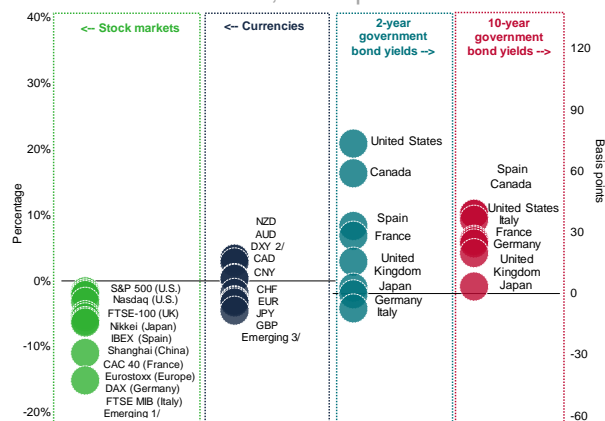 40%
30%
20%
10%
0%
-10%
-20%
Percentage
<-- Stock markets
S&P 500 (U.S.)
Nasdaq (U.S.)
FTSE-100 (UK)
Nikkei (Japan)
IBEX (Spain)
Shanghai (China)
CAC 40 (France)
Eurostoxx (Europe)
DAX (Germany)
FTSE MIB (Italy)
Emerging 1/
<-- Currencies
NZD
AUD
DXY 2/
CAD
CNY
CHF
EUR
JPY
GBP
Emerging 3/
2-year
government
bond yields -->
United States
Canada
Spain
France
United
Kingdom
Japan
Germany
Italy
10-year
government
bond yields -->
Spain
Canada
United States
Italy
France
Germany
United
Kingdom
Japan
120
90
60
30
0
-30
-60
Basis points